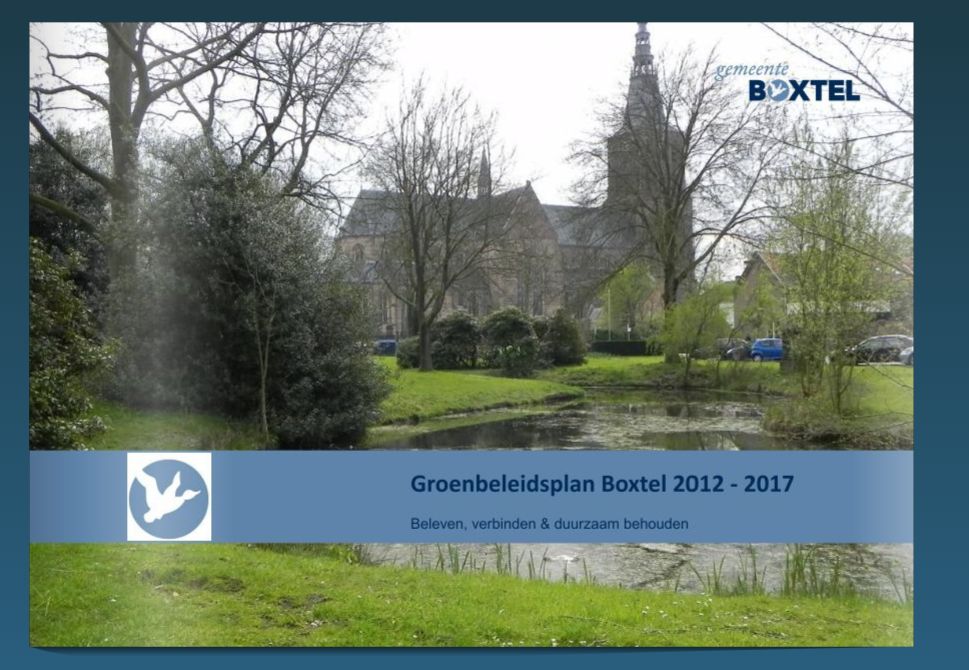 gemeente
BOXTEL
Groenbeleidsplan Boxtel 2012 - 2017
Beleven, verbinden & duurzaam behouden